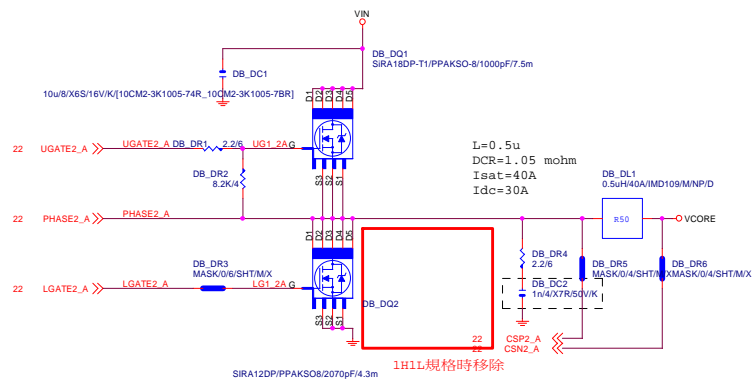 VIN
DB_DQ1
SiRA18DP-T1/PPAKSO-8/1000pF/7.5m
DB_DC1
10u/8/X6S/16V/K/[10CM2-3K1005-74R_10CM2-3K1005-7BR]
D1 D2 D3 D4 D5
22 UGATE2_A UGATE2_A DB_DR1 2.2/6 UG1_2A G
S3 S2 S1
DB_DR2
8.2K/4
L=0.5u
DCR=1.05 mohm
Isat=40A
Idc=30A
DB_DL1
0.5uH/40A/IMD109/M/NP/D
22 PHASE2_A PHASE2_A
R50
VCORE
D1 D2 D3 D4 D5
DB_DR3
MASK/0/6/SHT/M/X
22 LGATE2_A LGATE2_A LG1_2A G
S3 S2 S1
DB_DQ2
DB_DR4
2.2/6
DB_DR5
MASK/0/4/SHT/M/X
DB_DR6
MASK/0/4/SHT/M/X
DB_DC2
1n/4/X7R/50V/K
22 CSP2_A
22 CSN2_A
1H1L規格時移除
SIRA12DP/PPAKSO8/2070pF/4.3m